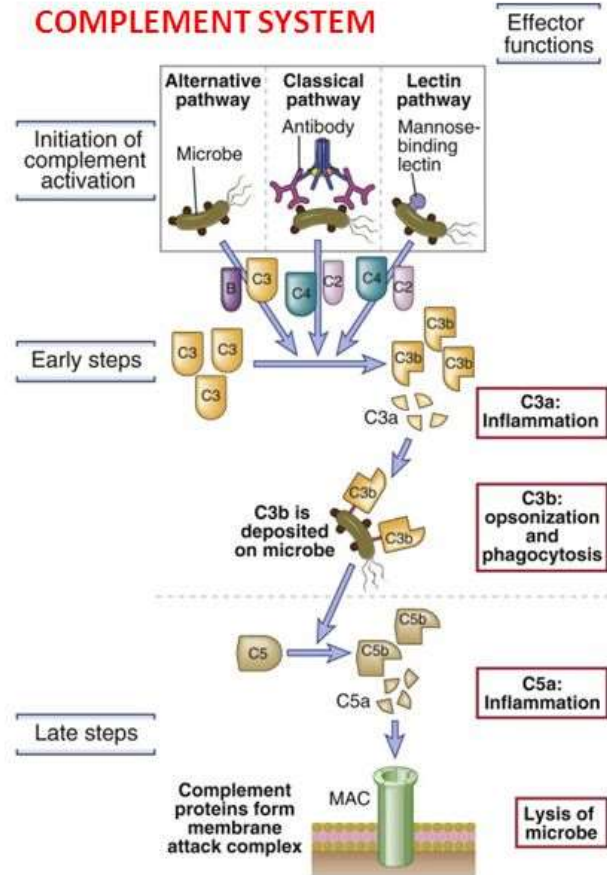 COMPLEMENT SYSTEM
Effector
functions
Alternative
pathway
Classical
pathway
Lectin
pathway
Initiation of
complement
activation
Microbe
Antibody
Mannose-
binding
lectin
B
C3
C4
C2
C4
C2
Early steps
C3
C3
C3
C3b
C3b
C3b
C3a
C3a:
Inflammation
C3b is
deposited
on microbe
C3b
C3b
C3b:
opsonization
and
phagocytosis
C5
C5b
C5b
C5a
C5a:
Inflammation
Late steps
Complement
proteins form
membrane
attack complex
MAC
Lysis of
microbe